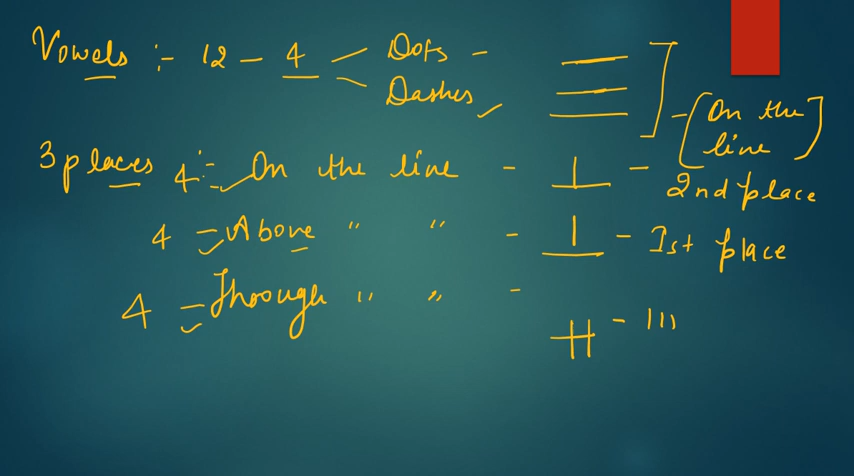 Vowels :- 12 - 4 Dots -
Dashes
- [On the line]
3 places 4 :- On the line - - 2nd place
4 = Above " " - - Ist place
4 = Through " " - - III